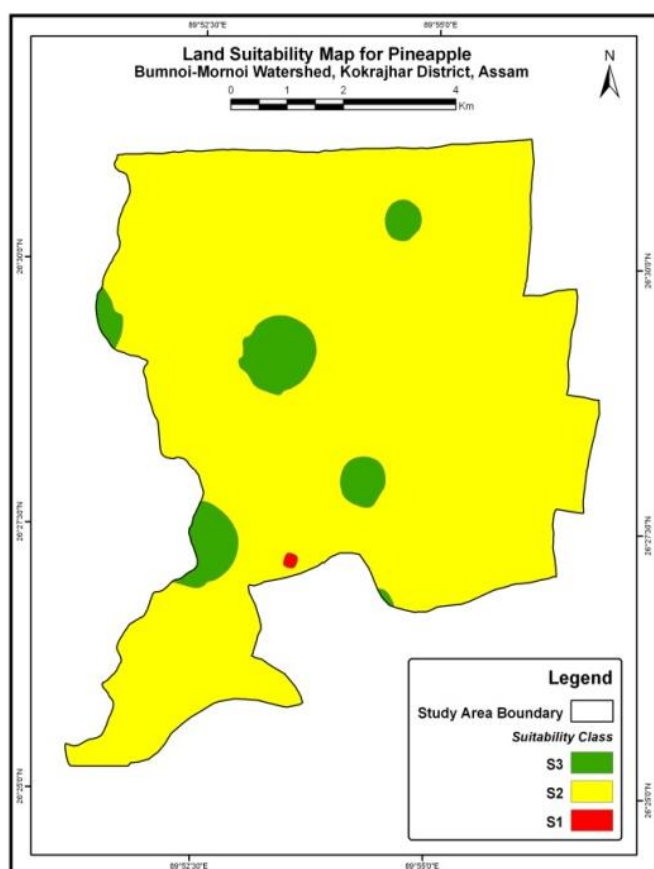 89°52'30"E
89°55'0"E
Land Suitability Map for Pineapple
Bumnoi-Mornoi Watershed, Kokrajhar District, Assam
N
0 1 2 4
Km
26°30'0"N
26°30'0"N
26°27'30"N
26°27'30"N
Legend
Study Area Boundary
Suitability Class
S3
S2
S1
26°25'0"N
26°25'0"N
89°52'30"E
89°55'0"E